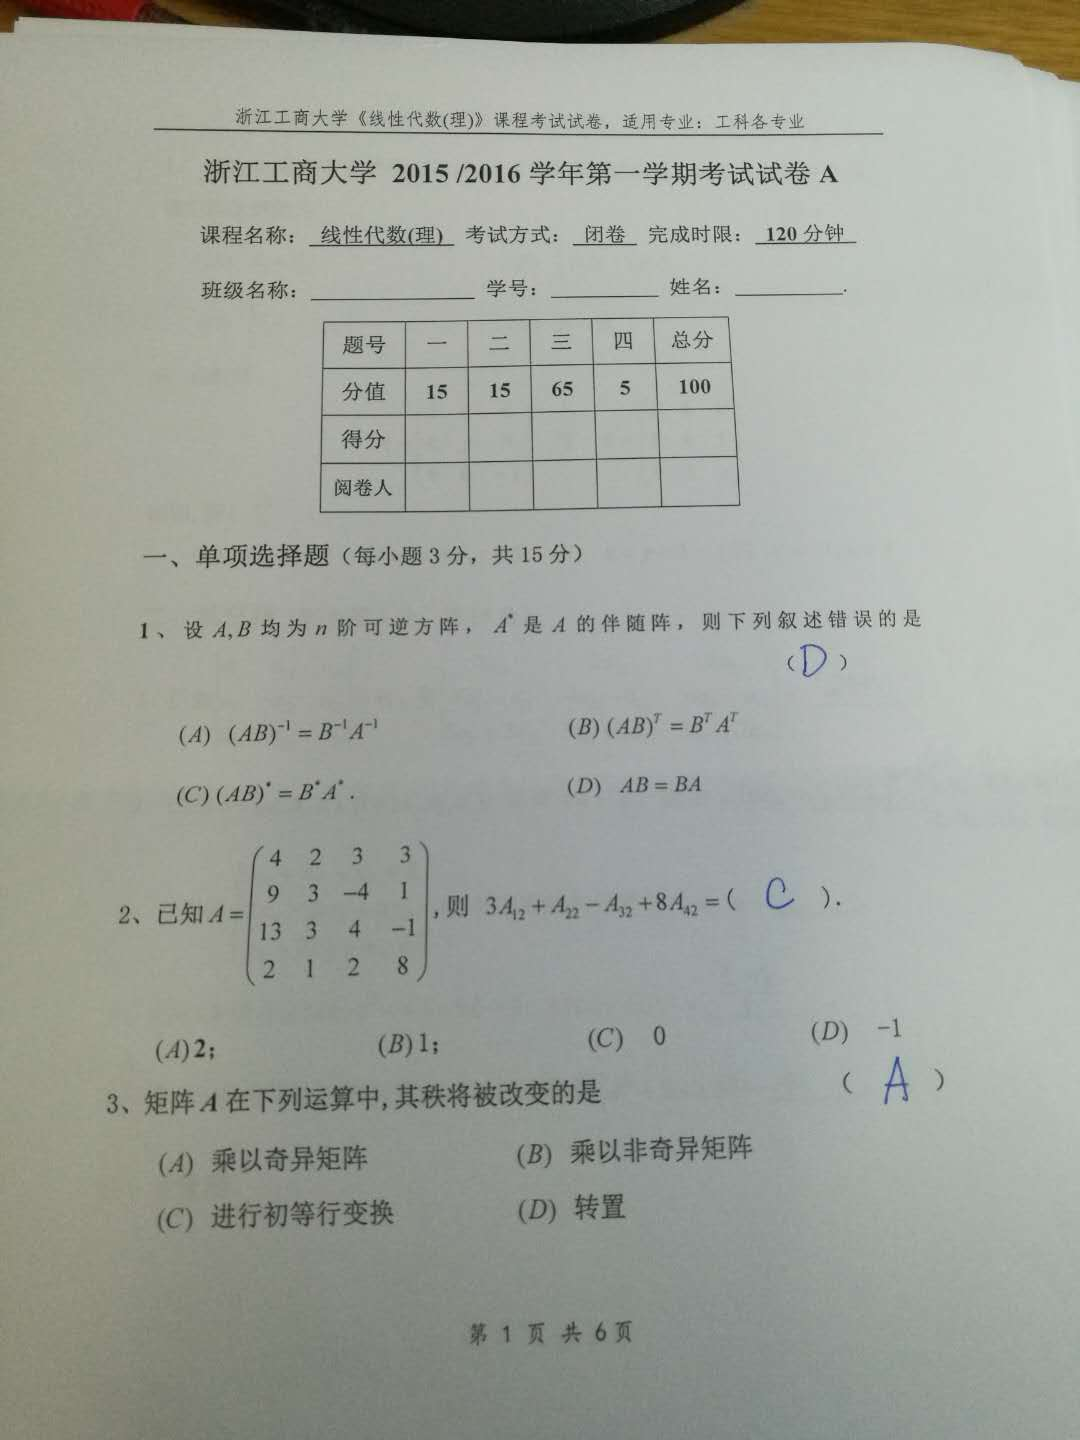 浙江工商大学《线性代数(理)》课程考试试卷，适用专业：工科各专业
浙江工商大学 2015 /2016 学年第一学期考试试卷 A
课程名称： 线性代数(理) 考试方式： 闭卷 完成时限： 120 分钟
班级名称：____________ 学号：________ 姓名：________.
题号 一 二 三 四 总分
分值 15 15 65 5 100
得分
阅卷人
一、单项选择题（每小题 3 分，共 15 分）
1、设 A,B 均为 n 阶可逆方阵， A* 是 A 的伴随阵，则下列叙述错误的是
（D）
(A) (AB)⁻¹ = B⁻¹A⁻¹ (B) (AB)ᵀ = BᵀAᵀ
(C) (AB)* = B*A* . (D) AB = BA
4 2 3 3
9 3 −4 1
2、已知 A = ,则 3A₁₂ + A₂₂ − A₃₂ + 8A₄₂ =( C ).
13 3 4 −1
2 1 2 8
(A) 2; (B) 1; (C) 0 (D) −1
3、矩阵 A 在下列运算中,其秩将被改变的是 （ A ）
(A) 乘以奇异矩阵 (B) 乘以非奇异矩阵
(C) 进行初等行变换 (D) 转置
第 1 页 共 6 页